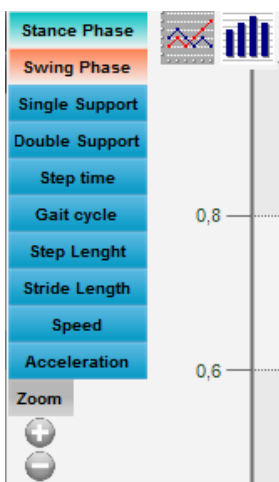 Stance Phase
Swing Phase
Single Support
Double Support
Step time
Gait cycle
Step Lenght
Stride Length
Speed
Acceleration
Zoom
0,8
0,6